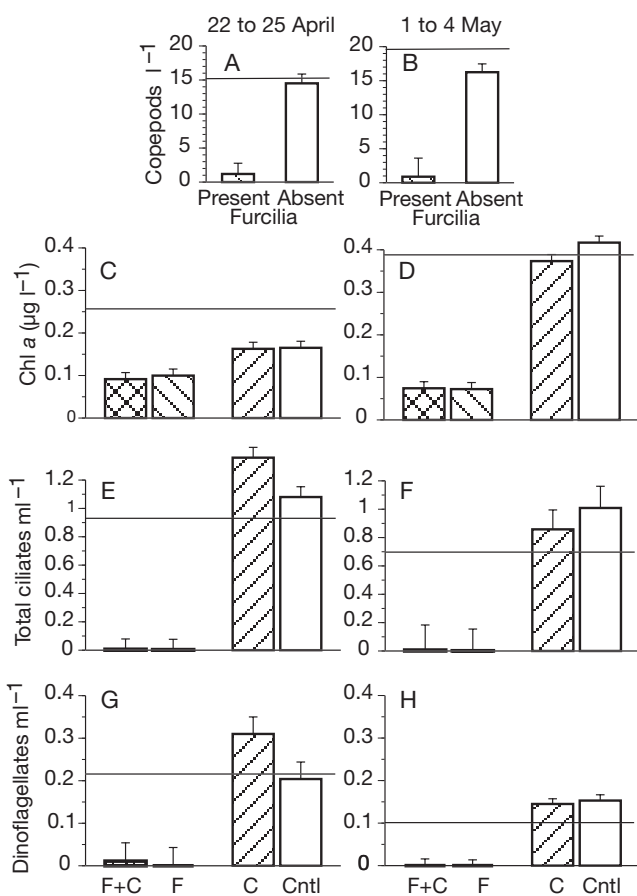 22 to 25 April 1 to 4 May
Copepods l⁻¹
20 15 10 5 0
A
20 15 10 5 0
B
Present Absent Present Absent
Furcilia Furcilia
Chl a (µg l⁻¹)
0.4 0.3 0.2 0.1 0
C
0.4 0.3 0.2 0.1 0
D
Total ciliates ml⁻¹
1.2 1 0.8 0.6 0.4 0.2 0
E
1.2 1 0.8 0.6 0.4 0.2 0
F
Dinoflagellates ml⁻¹
0.4 0.3 0.2 0.1 0
G
0.4 0.3 0.2 0.1 0
H
F+C F C Cntl F+C F C Cntl